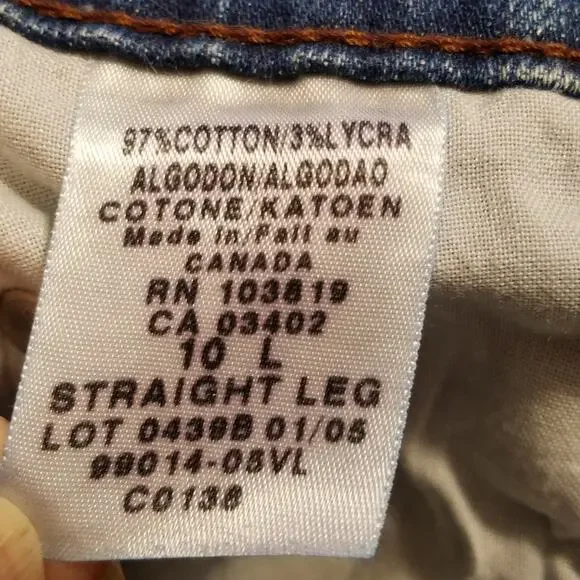 97%COTTON/3%LYCRA
ALGODON/ALGODAO
COTONE/KATOEN
Made in/Fait au
CANADA
RN 103819
CA 03402
10 L
STRAIGHT LEG
LOT 0439B 01/05
99014-05VL
C0138